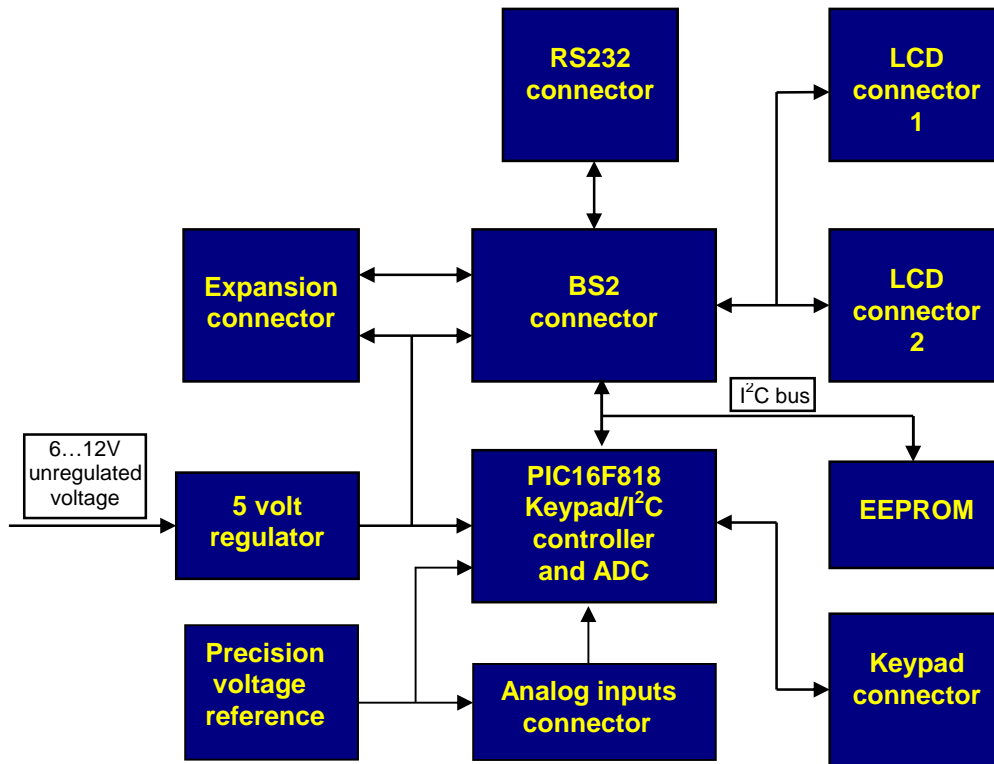 RS232
connector
LCD
connector
1
Expansion
connector
BS2
connector
LCD
connector
2
I²C bus
6...12V
unregulated
voltage
5 volt
regulator
PIC16F818
Keypad/I²C
controller
and ADC
EEPROM
Precision
voltage
reference
Analog inputs
connector
Keypad
connector